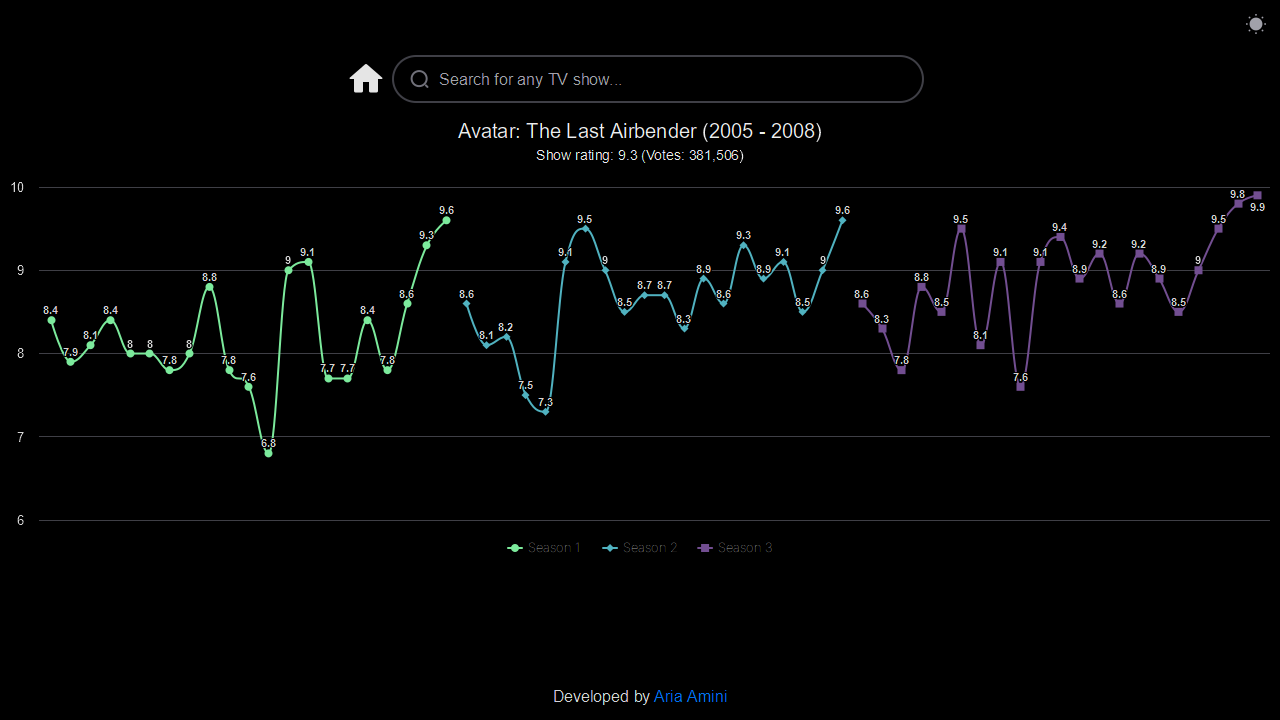 Search for any TV show...
Avatar: The Last Airbender (2005 - 2008)
Show rating: 9.3 (Votes: 381,506)
10
9
8
7
6
8.4 7.9 8.1 8.4 8 8 7.8 8 8.8 7.8 7.6 6.8 9 9.1 7.7 7.7 8.4 7.8 8.6 9.3 9.6
8.6 8.1 8.2 7.5 7.3 9.1 9.5 9 8.5 8.7 8.7 8.3 8.9 8.6 9.3 8.9 9.1 8.5 9 9.6
8.6 8.3 7.8 8.8 8.5 9.5 8.1 9.1 7.6 9.1 9.4 8.9 9.2 8.6 9.2 8.9 8.5 9 9.5 9.8 9.9
Season 1 Season 2 Season 3
Developed by Aria Amini